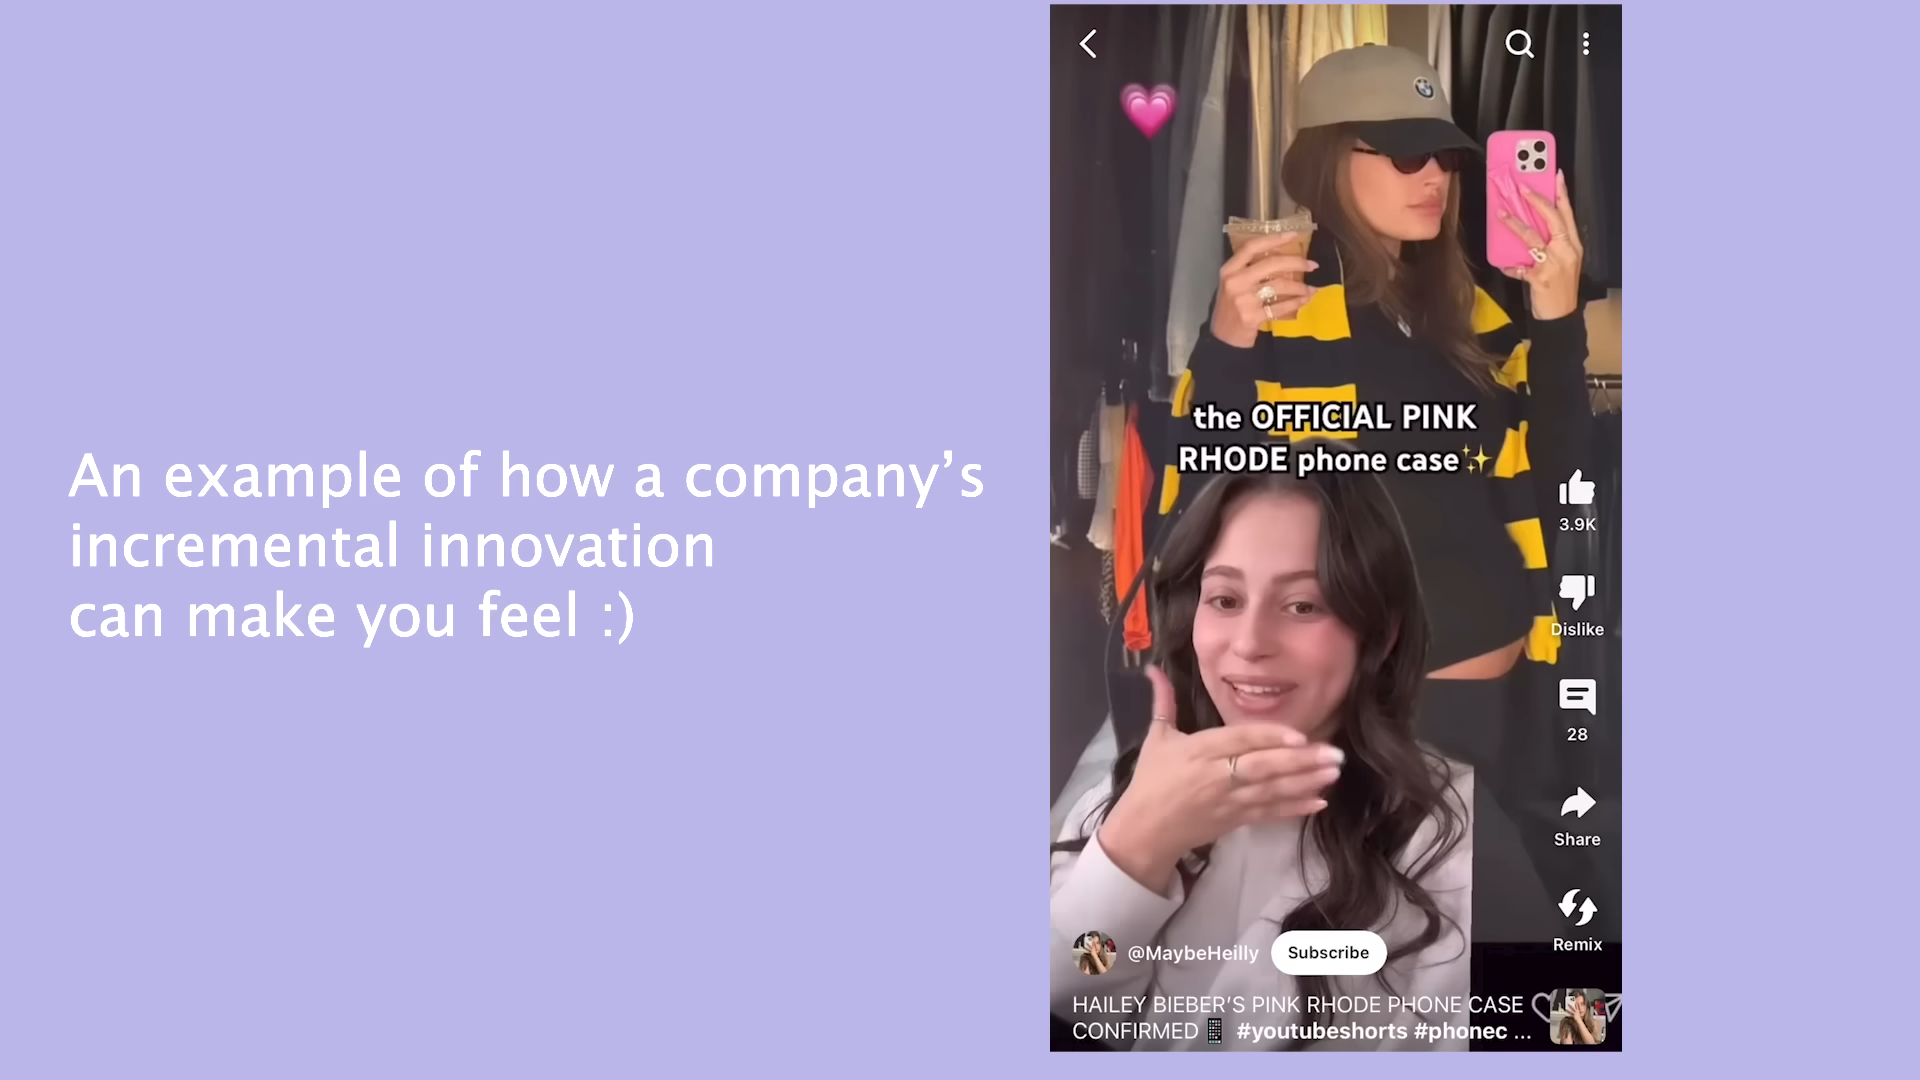 An example of how a company’s
incremental innovation
can make you feel :)
the OFFICIAL PINK
RHODE phone case✨
3.9K
Dislike
28
Share
Remix
@MaybeHeilly
Subscribe
HAILEY BIEBER’S PINK RHODE PHONE CASE
CONFIRMED📱 #youtubeshorts #phonec ...